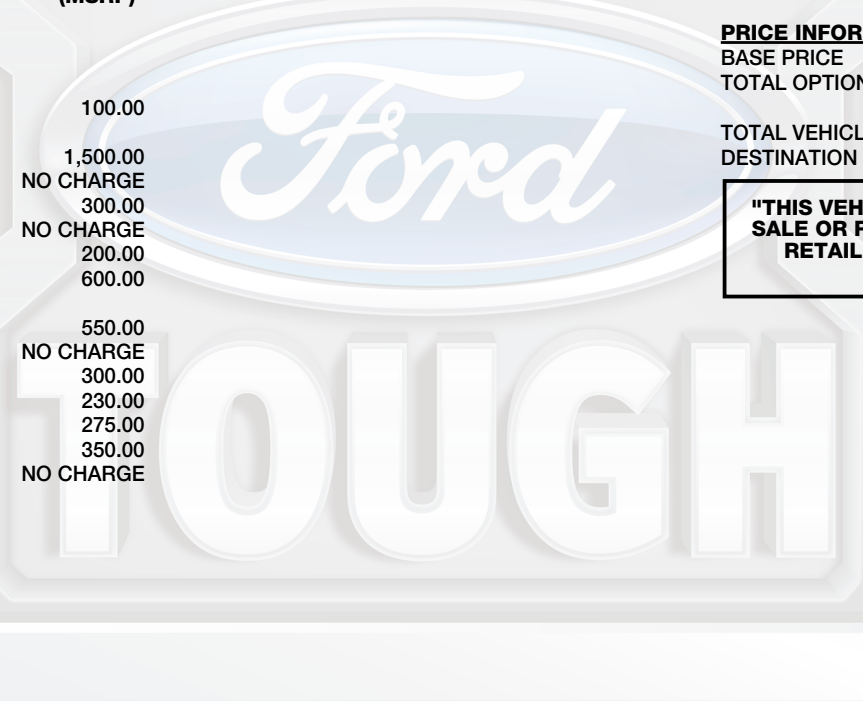 (MSRP)
100.00
1,500.00
NO CHARGE
300.00
NO CHARGE
200.00
600.00
550.00
NO CHARGE
300.00
230.00
275.00
350.00
NO CHARGE
PRICE INFOR
BASE PRICE
TOTAL OPTION
TOTAL VEHICL
DESTINATION
"THIS VEH
SALE OR F
RETAIL
Ford
TOUGH